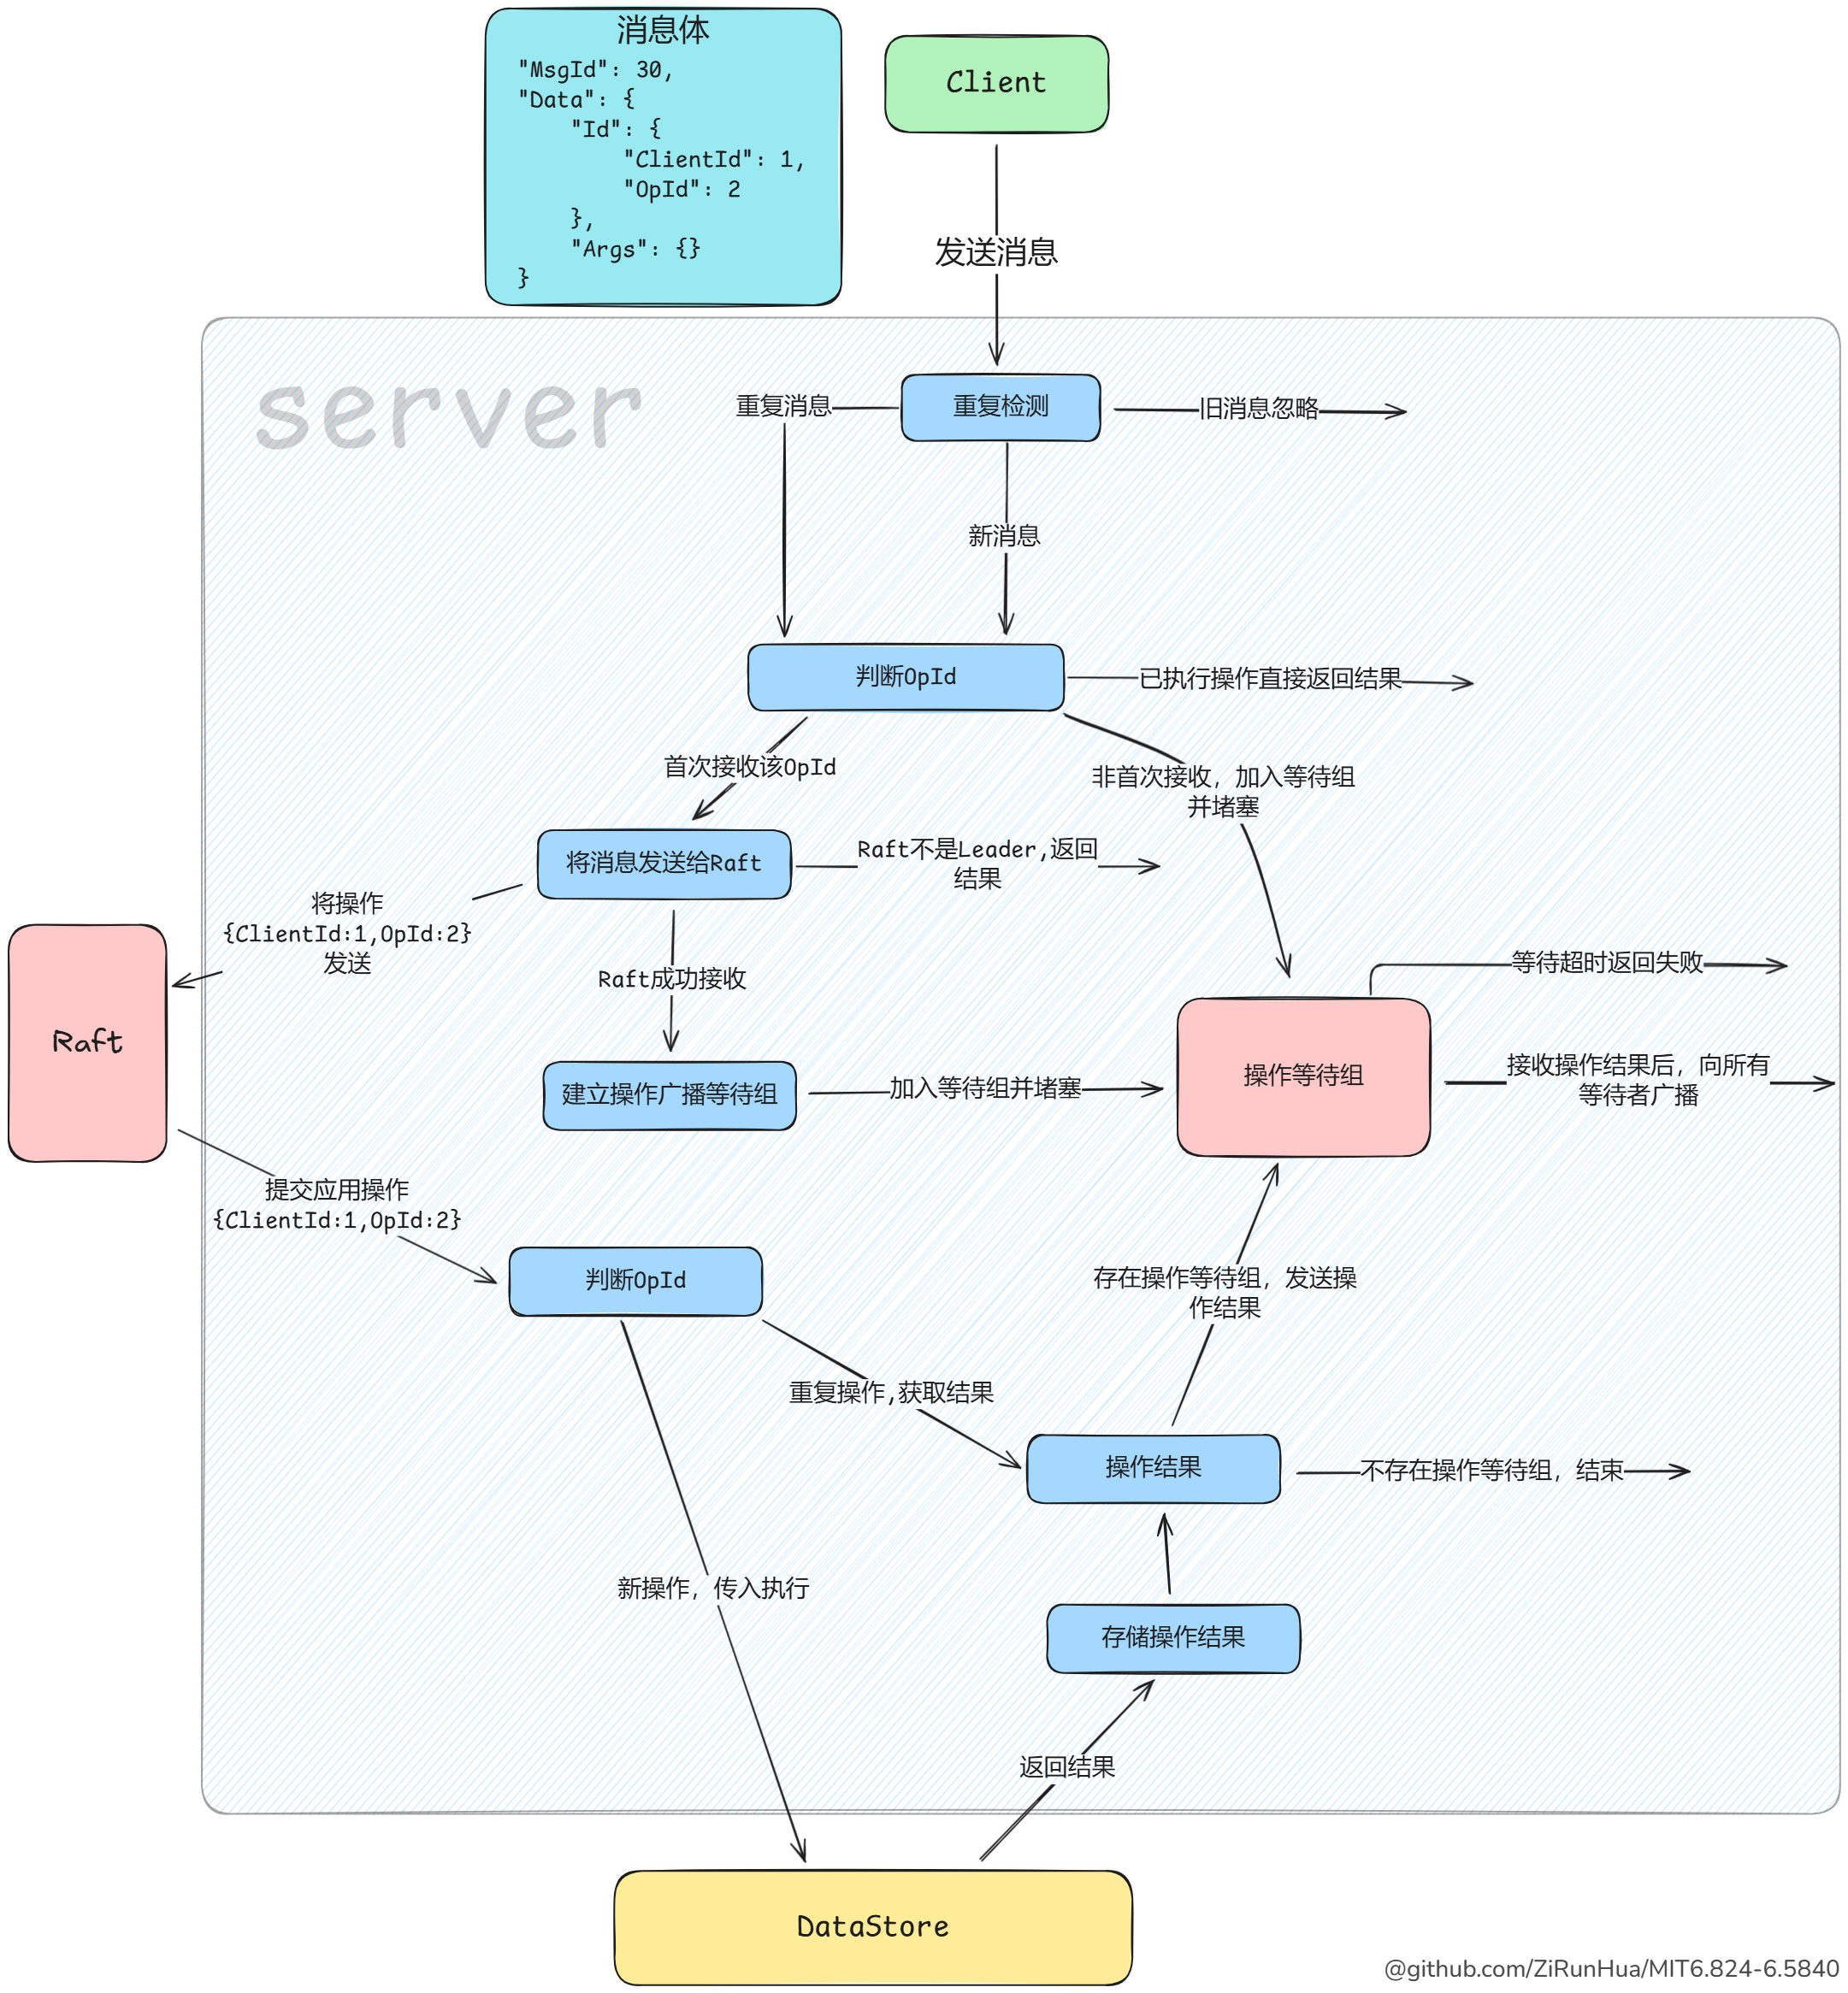 消息体
"MsgId": 30,
"Data": {
    "Id": {
        "ClientId": 1,
        "OpId": 2
    },
    "Args": {}
}
Client
发送消息
server
重复消息
重复检测
旧消息忽略
新消息
判断OpId
已执行操作直接返回结果
首次接收该OpId
非首次接收，加入等待组
并堵塞
将消息发送给Raft
Raft不是Leader,返回
结果
将操作
{ClientId:1,OpId:2}
发送
Raft
Raft成功接收
等待超时返回失败
建立操作广播等待组
加入等待组并堵塞
操作等待组
接收操作结果后，向所有
等待者广播
提交应用操作
{ClientId:1,OpId:2}
判断OpId
存在操作等待组，发送操
作结果
重复操作,获取结果
操作结果
不存在操作等待组，结束
新操作，传入执行
存储操作结果
返回结果
DataStore
@github.com/ZiRunHua/MIT6.824-6.5840